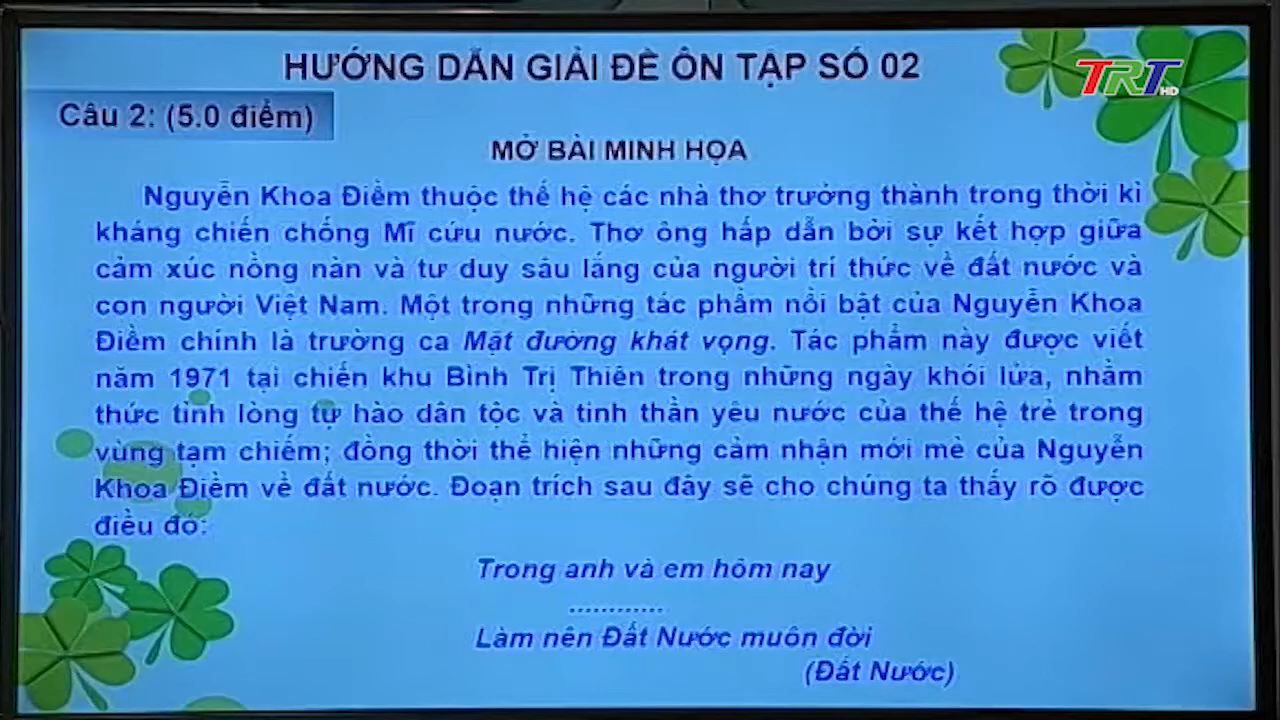 HƯỚNG DẪN GIẢI ĐỀ ÔN TẬP SỐ 02
TRT HD
Câu 2: (5.0 điểm)
MỞ BÀI MINH HỌA
Nguyễn Khoa Điềm thuộc thế hệ các nhà thơ trưởng thành trong thời kì
kháng chiến chống Mĩ cứu nước. Thơ ông hấp dẫn bởi sự kết hợp giữa
cảm xúc nồng nàn và tư duy sâu lắng của người trí thức về đất nước và
con người Việt Nam. Một trong những tác phẩm nổi bật của Nguyễn Khoa
Điềm chính là trường ca Mặt đường khát vọng. Tác phẩm này được viết
năm 1971 tại chiến khu Bình Trị Thiên trong những ngày khói lửa, nhằm
thức tỉnh lòng tự hào dân tộc và tinh thần yêu nước của thế hệ trẻ trong
vùng tạm chiếm; đồng thời thể hiện những cảm nhận mới mẻ của Nguyễn
Khoa Điềm về đất nước. Đoạn trích sau đây sẽ cho chúng ta thấy rõ được
điều đó:
Trong anh và em hôm nay
............
Làm nên Đất Nước muôn đời
(Đất Nước)